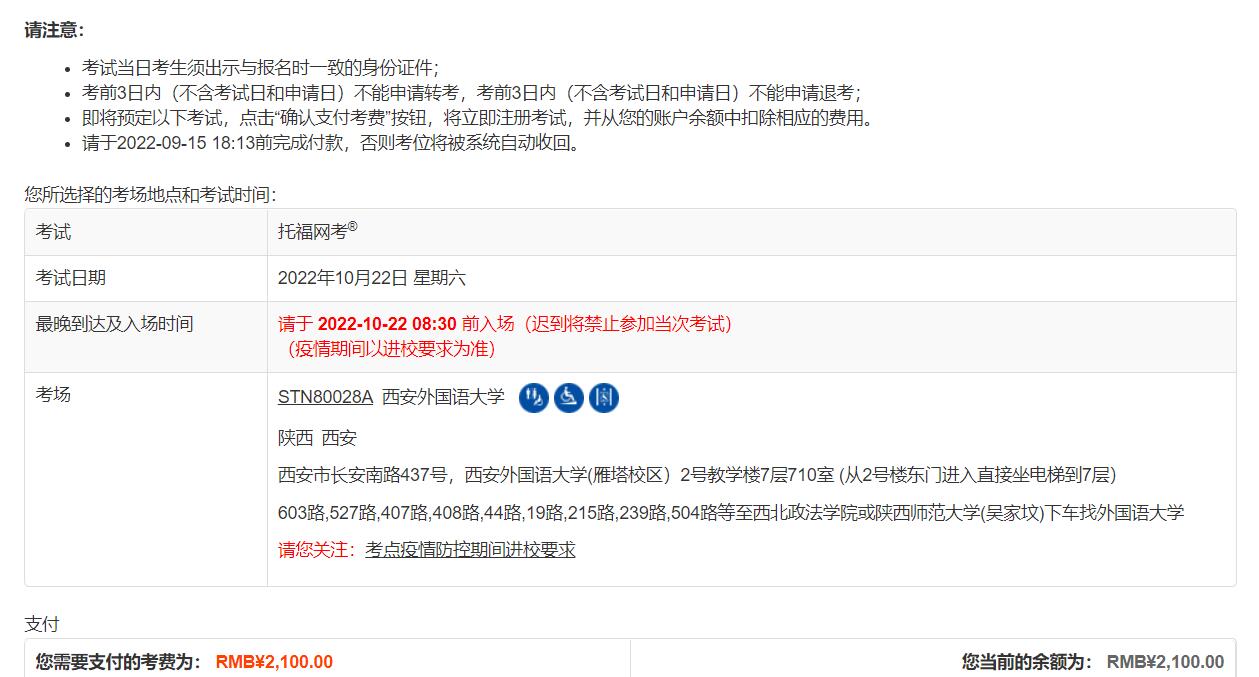 请注意：
考试当日考生须出示与报名时一致的身份证件；
考前3日内（不含考试日和申请日）不能申请转考，考前3日内（不含考试日和申请日）不能申请退考；
即将预定以下考试，点击“确认支付考费”按钮，将立即注册考试，并从您的账户余额中扣除相应的费用。
请于2022-09-15 18:13前完成付款，否则考位将被系统自动收回。
您所选择的考场地点和考试时间：
考试 托福网考®
考试日期 2022年10月22日 星期六
最晚到达及入场时间 请于 2022-10-22 08:30 前入场（迟到将禁止参加当次考试）
（疫情期间以进校要求为准）
考场 STN80028A 西安外国语大学
陕西 西安
西安市长安南路437号，西安外国语大学(雁塔校区）2号教学楼7层710室 (从2号楼东门进入直接坐电梯到7层）
603路,527路,407路,408路,44路,19路,215路,239路,504路等至西北政法学院或陕西师范大学(吴家坟)下车找外国语大学
请您关注：考点疫情防控期间进校要求
支付
您需要支付的考费为： RMB¥2,100.00 您当前的余额为： RMB¥2,100.00